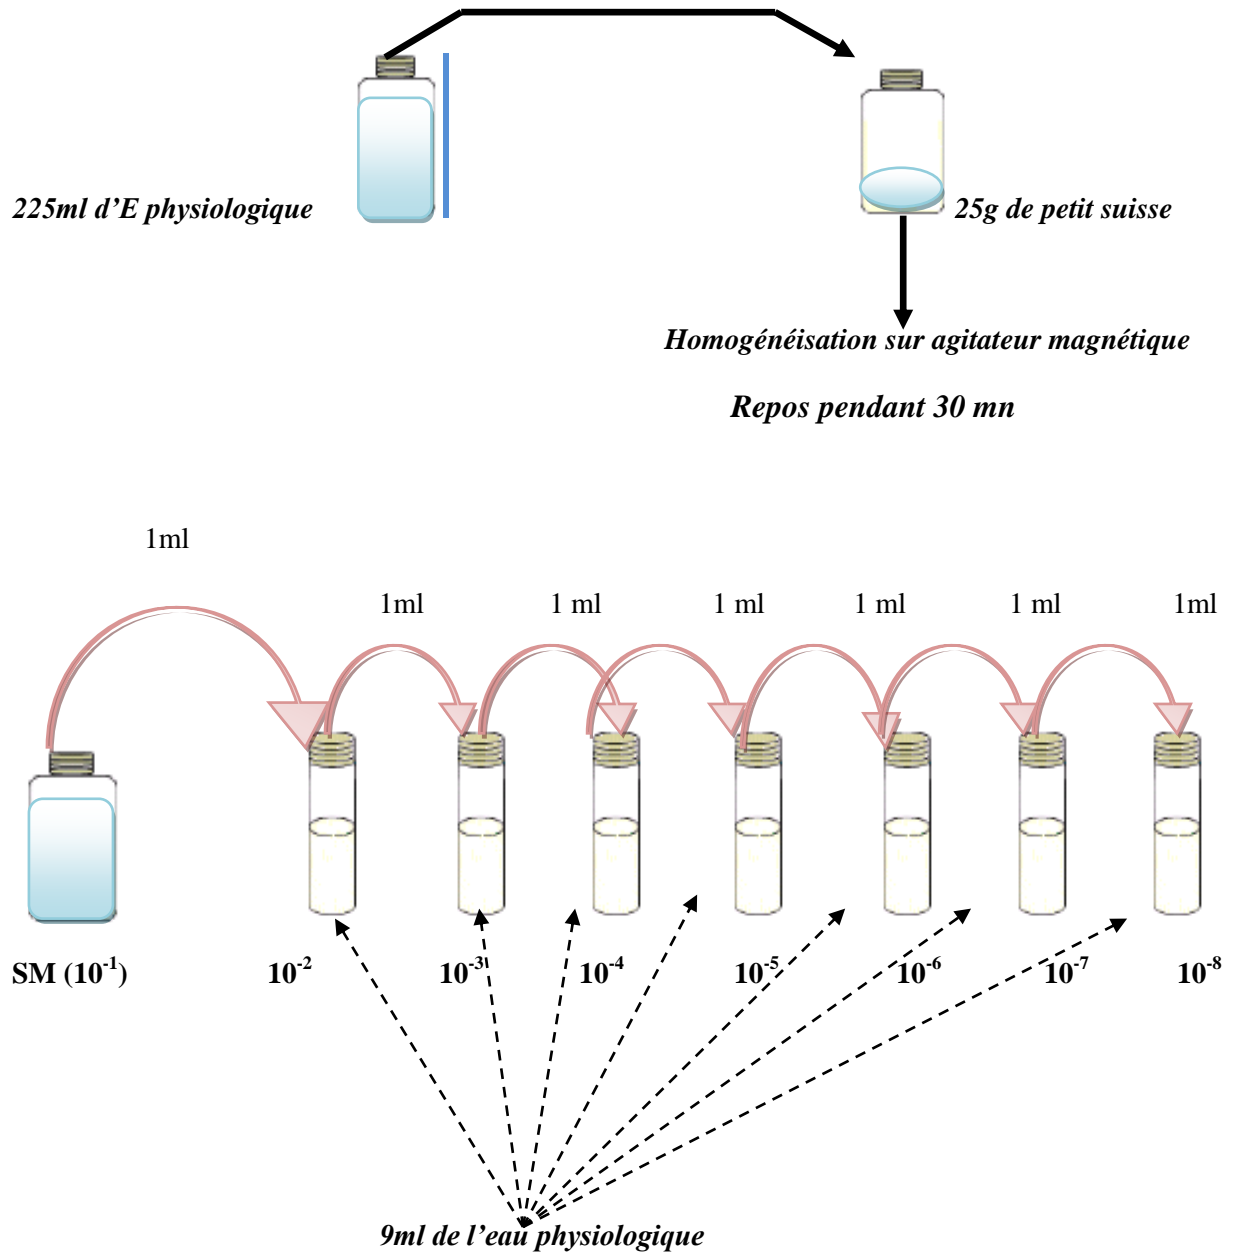 225ml d’E physiologique
25g de petit suisse
Homogénéisation sur agitateur magnétique
Repos pendant 30 mn
1ml
1ml 1 ml 1 ml 1 ml 1 ml 1ml
SM (10⁻¹) 10⁻² 10⁻³ 10⁻⁴ 10⁻⁵ 10⁻⁶ 10⁻⁷ 10⁻⁸
9ml de l’eau physiologique